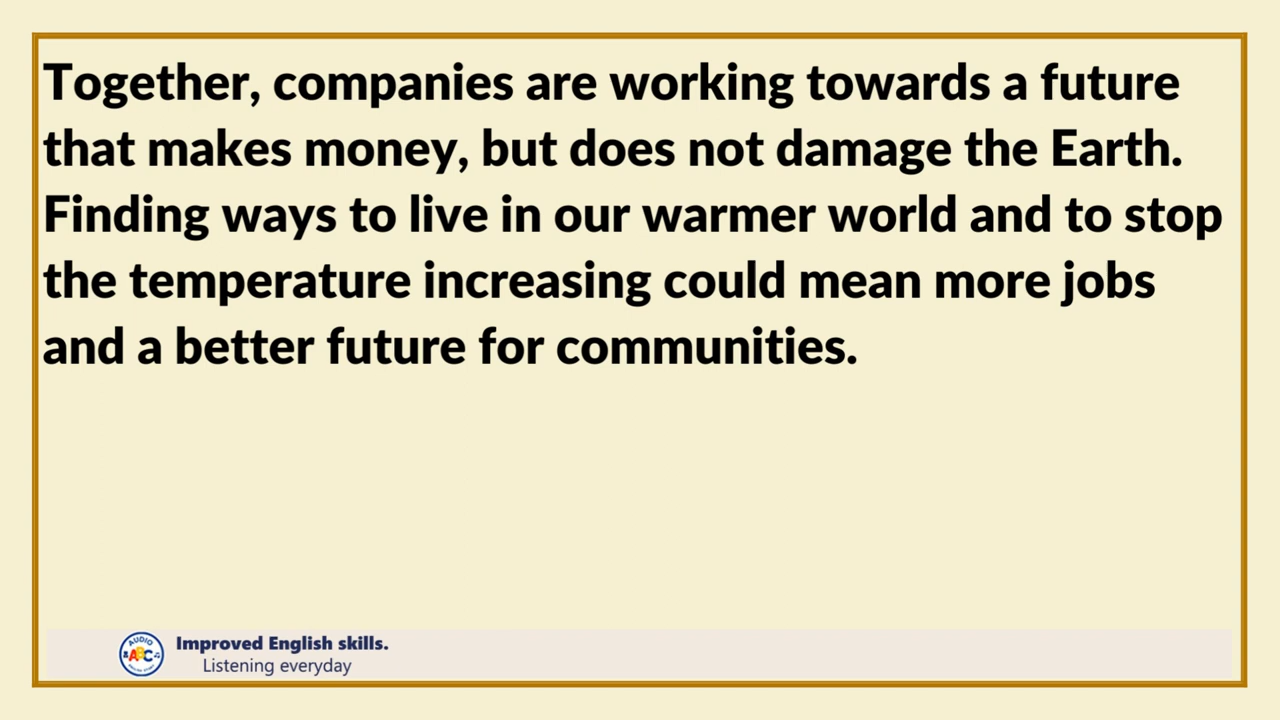 Together, companies are working towards a future
that makes money, but does not damage the Earth.
Finding ways to live in our warmer world and to stop
the temperature increasing could mean more jobs
and a better future for communities.
AUDIO
ABC
Improved English skills.
Listening everyday